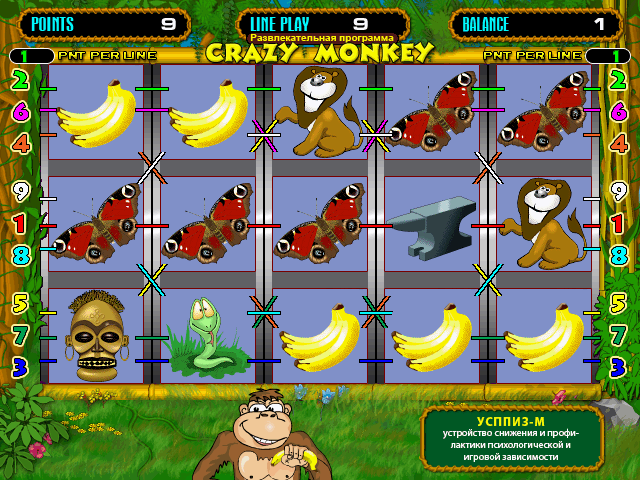 POINTS 9 LINE PLAY 9 BALANCE 1
Развлекательная программа
1 PNT PER LINE CRAZY MONKEY PNT PER LINE 1
2 2
6 6
4 4
9 9
1 1
8 8
5 5
7 7
3 3
УСППИЗ-М
устройство снижения и профи-
лактики психологической и
игровой зависимости